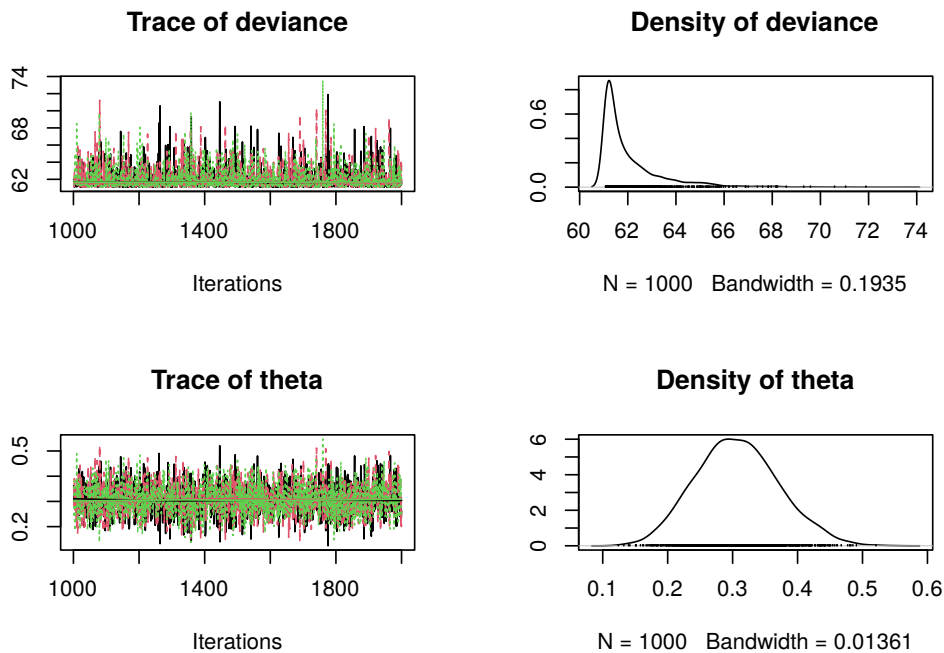 Trace of deviance
62 68 74
1000 1400 1800
Iterations
Density of deviance
0.0 0.6
60 62 64 66 68 70 72 74
N = 1000 Bandwidth = 0.1935
Trace of theta
0.2 0.5
1000 1400 1800
Iterations
Density of theta
0 2 4 6
0.1 0.2 0.3 0.4 0.5 0.6
N = 1000 Bandwidth = 0.01361